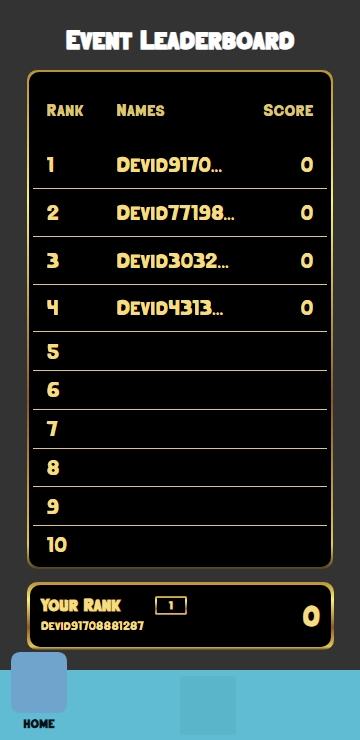 Event Leaderboard
Rank Names Score
1 Devid9170... 0
2 Devid77198... 0
3 Devid3032... 0
4 Devid4313... 0
5
6
7
8
9
10
Your Rank 1
Devid91708881287 0
HOME